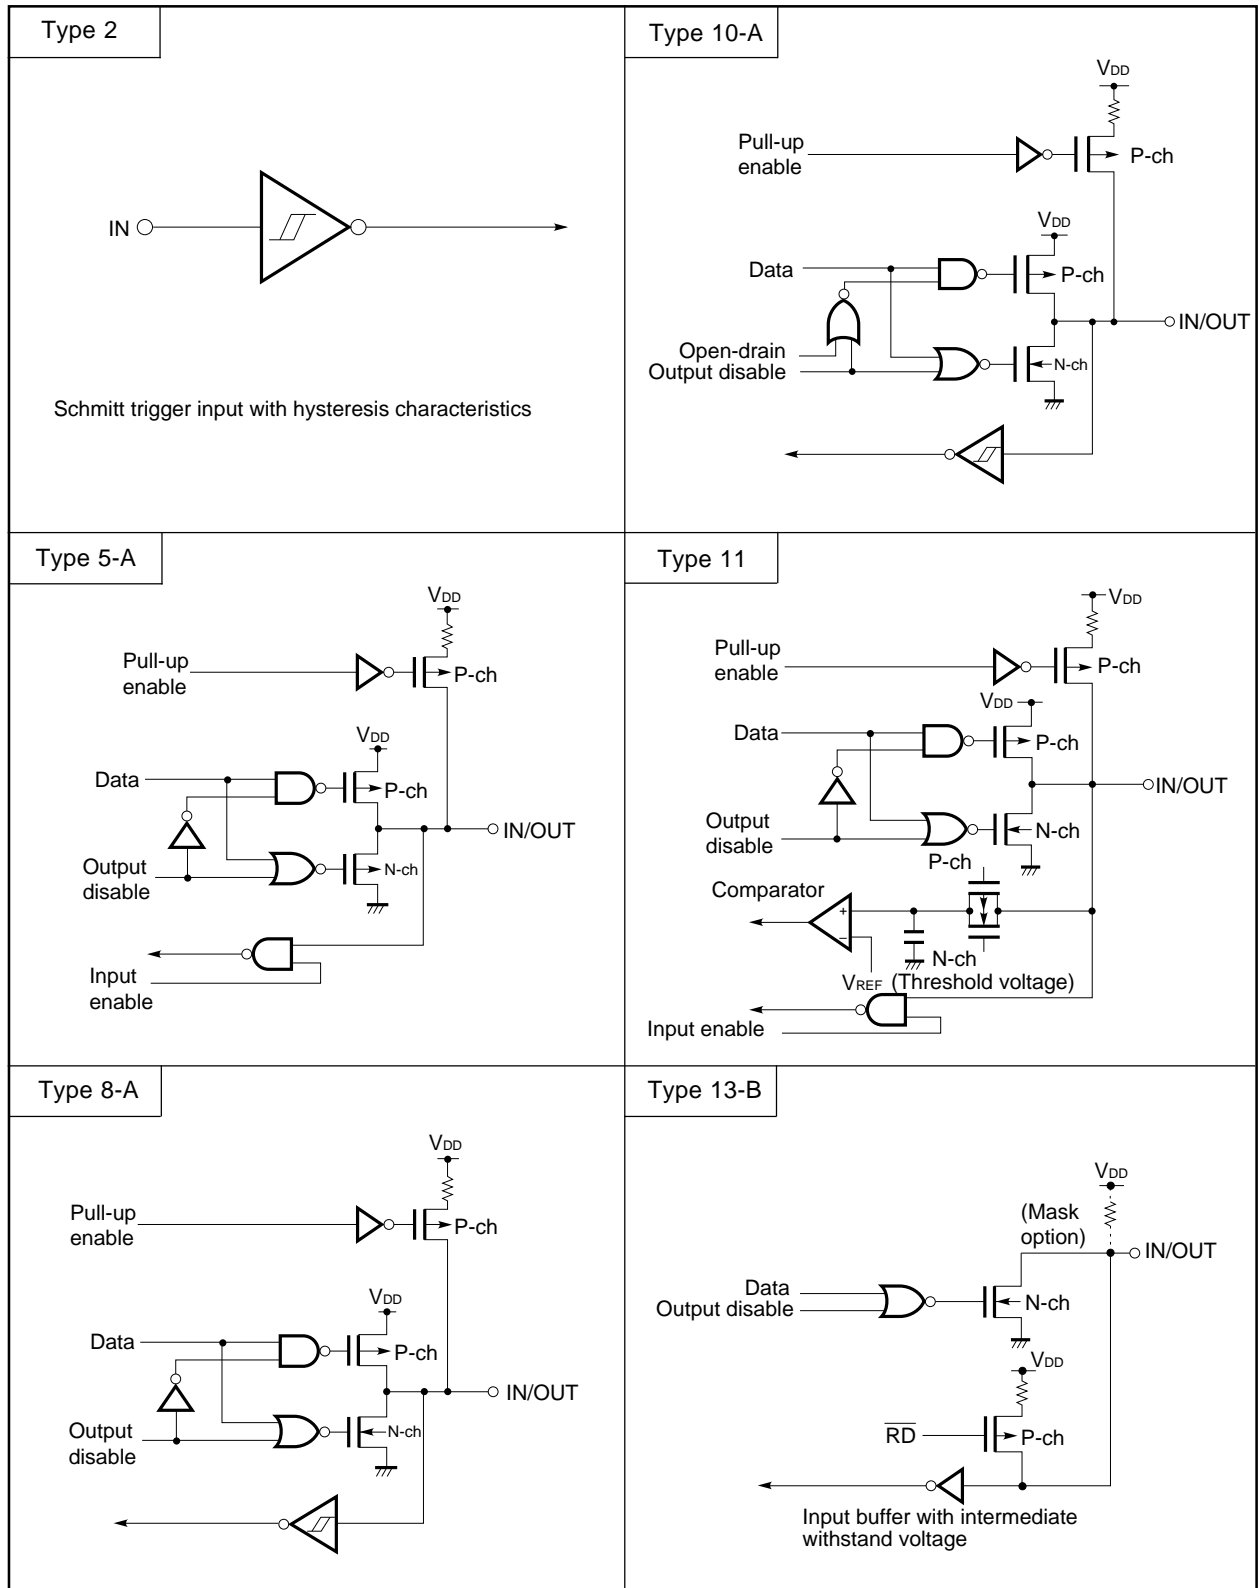 Type 2
IN
Schmitt trigger input with hysteresis characteristics
Type 10-A
VDD
Pull-up
enable
P-ch
VDD
Data
P-ch
IN/OUT
Open-drain
Output disable
N-ch
Type 5-A
VDD
Pull-up
enable
P-ch
VDD
Data
P-ch
IN/OUT
Output
disable
N-ch
Input
enable
Type 11
VDD
Pull-up
enable
P-ch
VDD
Data
P-ch
IN/OUT
Output
disable
N-ch
P-ch
Comparator
+
−
N-ch
VREF (Threshold voltage)
Input enable
Type 8-A
VDD
Pull-up
enable
P-ch
VDD
Data
P-ch
IN/OUT
Output
disable
N-ch
Type 13-B
VDD
(Mask
option)
IN/OUT
Data
Output disable
N-ch
VDD
RD
P-ch
Input buffer with intermediate
withstand voltage